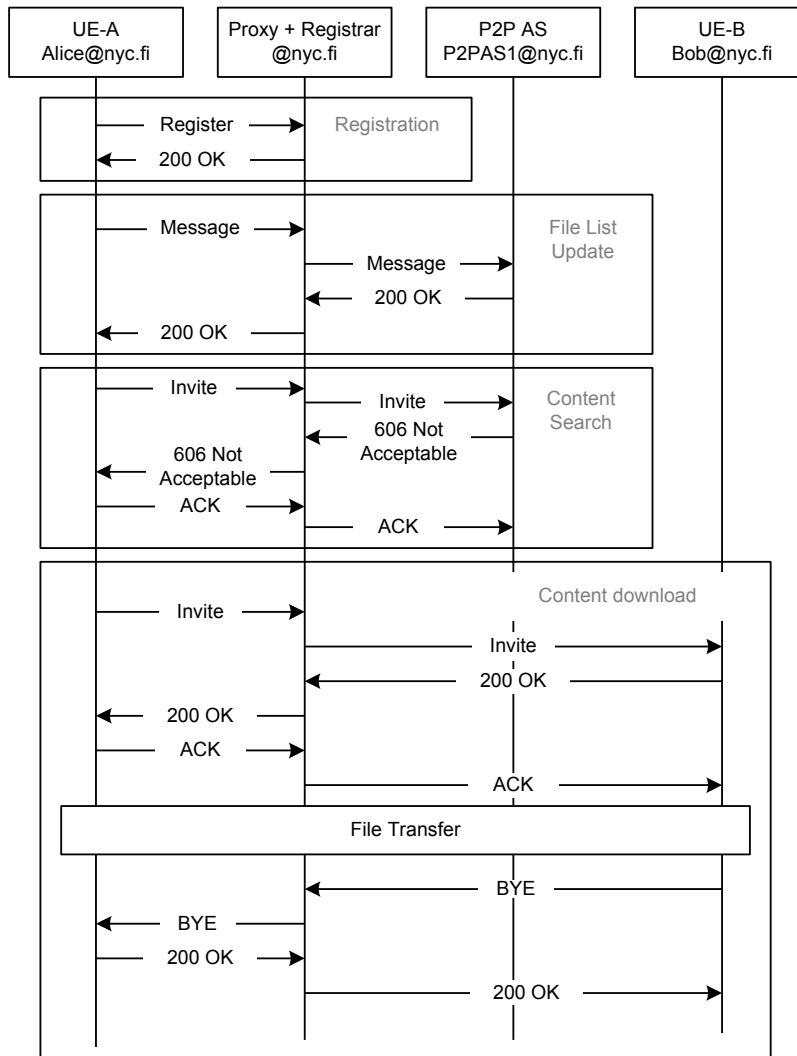 UE-A
Alice@nyc.fi
Proxy + Registrar
@nyc.fi
P2P AS
P2PAS1@nyc.fi
UE-B
Bob@nyc.fi
Register
Registration
200 OK
Message
File List
Update
Message
200 OK
200 OK
Invite
Invite
Content
Search
606 Not
Acceptable
606 Not
Acceptable
ACK
ACK
Content download
Invite
Invite
200 OK
200 OK
ACK
ACK
File Transfer
BYE
BYE
200 OK
200 OK